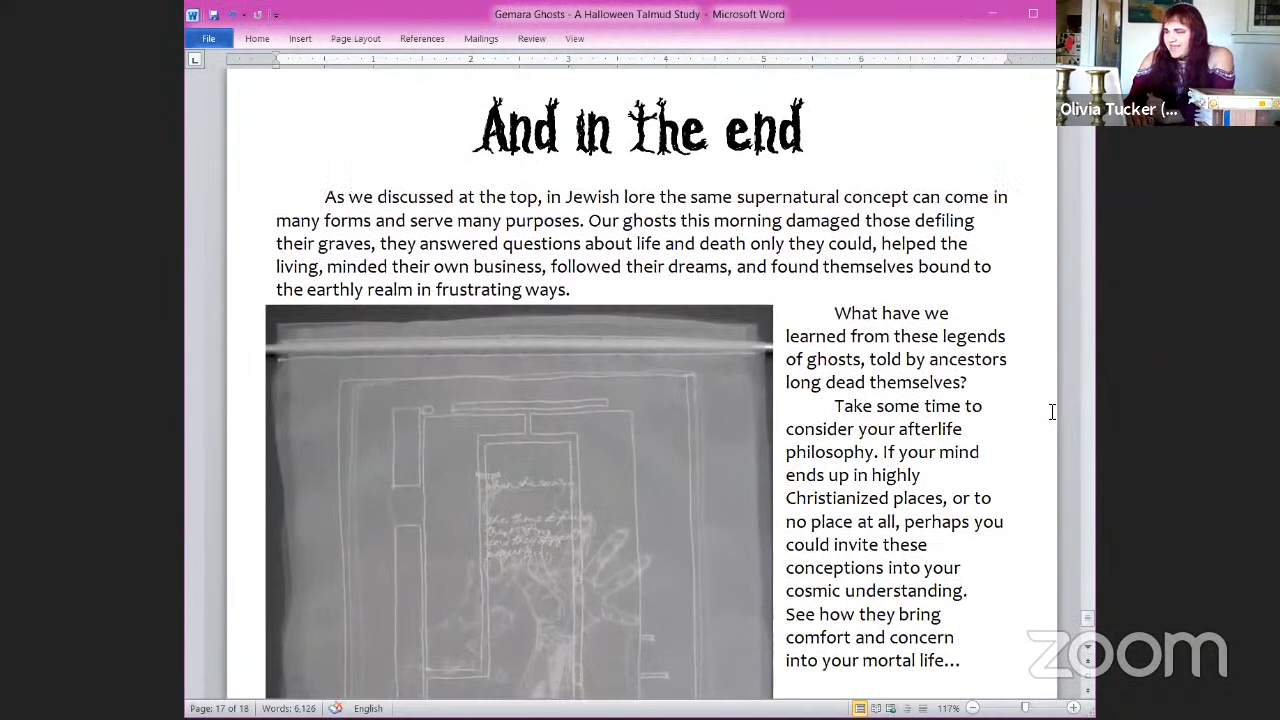 Gemara Ghosts - A Halloween Talmud Study - Microsoft Word
File Home Insert Page Layout References Mailings Review View
1 2 3 4 5 6 7
Olivia Tucker (...
And in the end
As we discussed at the top, in Jewish lore the same supernatural concept can come in
many forms and serve many purposes. Our ghosts this morning damaged those defiling
their graves, they answered questions about life and death only they could, helped the
living, minded their own business, followed their dreams, and found themselves bound to
the earthly realm in frustrating ways.
What have we
learned from these legends
of ghosts, told by ancestors
long dead themselves?
Take some time to
consider your afterlife
philosophy. If your mind
ends up in highly
Christianized places, or to
no place at all, perhaps you
could invite these
conceptions into your
cosmic understanding.
See how they bring
comfort and concern
into your mortal life...
zoom
Page: 17 of 18 Words: 6,126 English 117%